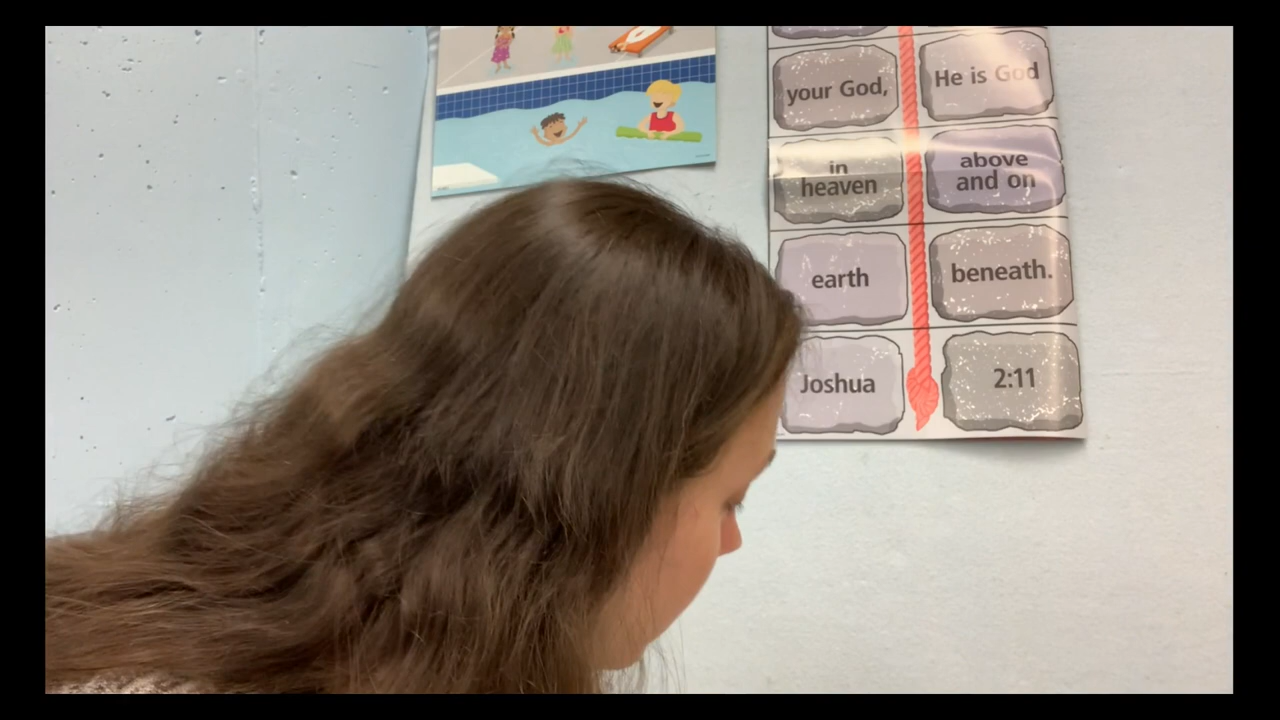 your God,
He is God
in
heaven
above
and on
earth
beneath.
Joshua
2:11